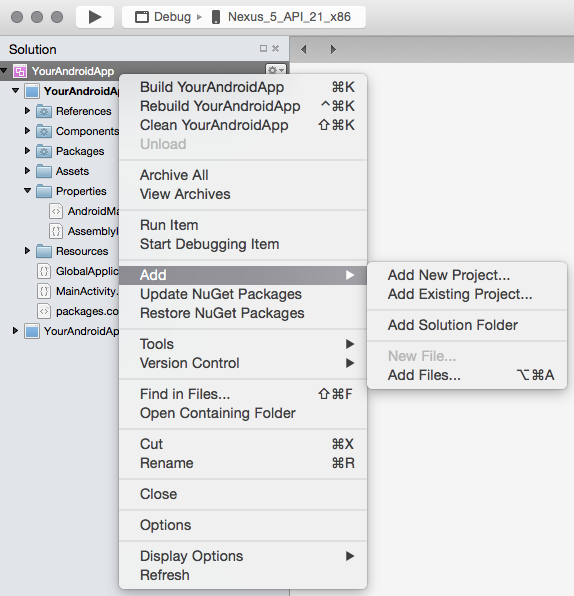 Debug
Nexus_5_API_21_x86
Solution
YourAndroidApp
YourAndroidAp
References
Components
Packages
Assets
Properties
AndroidMa
AssemblyI
Resources
GlobalApplic
MainActivity.
packages.co
YourAndroidAp
Build YourAndroidApp ⌘K
Rebuild YourAndroidApp ^⌘K
Clean YourAndroidApp ⇧⌘K
Unload
Archive All
View Archives
Run Item
Start Debugging Item
Add
Update NuGet Packages
Restore NuGet Packages
Tools
Version Control
Find in Files... ⇧⌘F
Open Containing Folder
Cut ⌘X
Rename ⌘R
Close
Options
Display Options
Refresh
Add New Project...
Add Existing Project...
Add Solution Folder
New File...
Add Files... ⌥⌘A